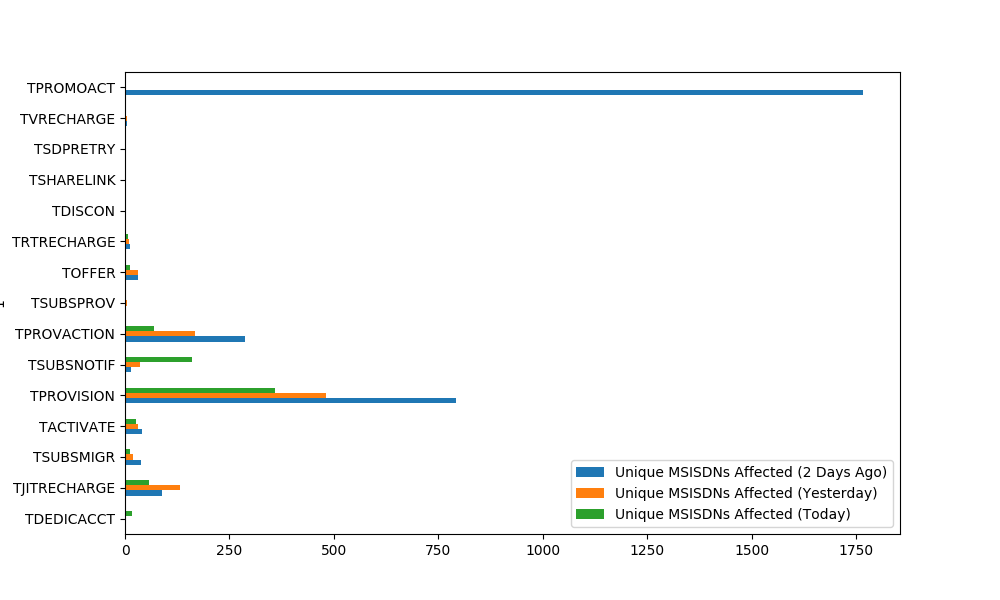 TPROMOACT
TVRECHARGE
TSDPRETRY
TSHARELINK
TDISCON
TRTRECHARGE
TOFFER
TSUBSPROV
TPROVACTION
TSUBSNOTIF
TPROVISION
TACTIVATE
TSUBSMIGR
TJITRECHARGE
TDEDICACCT
0 250 500 750 1000 1250 1500 1750
Unique MSISDNs Affected (2 Days Ago)
Unique MSISDNs Affected (Yesterday)
Unique MSISDNs Affected (Today)